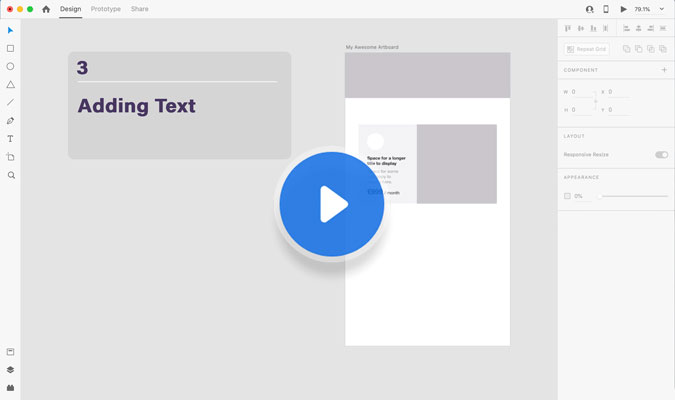 Design Prototype Share
79.1%
3
Adding Text
My Awesome Artboard
Space for a longer
title to display
month
Repeat Grid
COMPONENT
W 0 X 0
H 0 Y 0
LAYOUT
Responsive Resize
APPEARANCE
0%